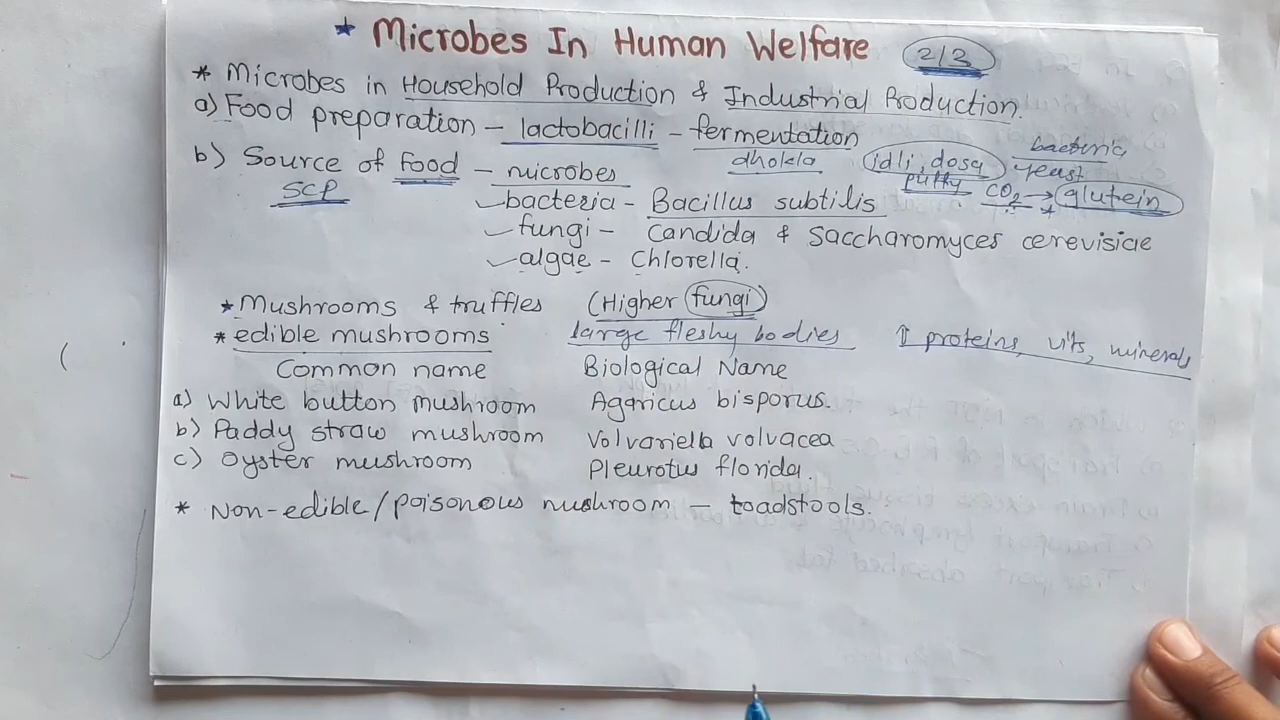 * Microbes In Human Welfare 2/3
* Microbes in Household Production & Industrial Production.
a) Food preparation – lactobacilli – fermentation
dhokla idli, dosa bacteria, yeast
puffy CO2 → glutein
b) Source of food – microbes
SCP
bacteria – Bacillus subtilis
fungi – Candida & Saccharomyces cerevisiae
algae – Chlorella.
* Mushrooms & truffles (Higher fungi)
* edible mushrooms large fleshy bodies ↑ proteins, vits, minerals
Common name Biological Name
a) White button mushroom Agaricus bisporus.
b) Paddy straw mushroom Volvariella volvacea
c) Oyster mushroom Pleurotus florida.
* Non-edible/poisonous mushroom – toadstools.